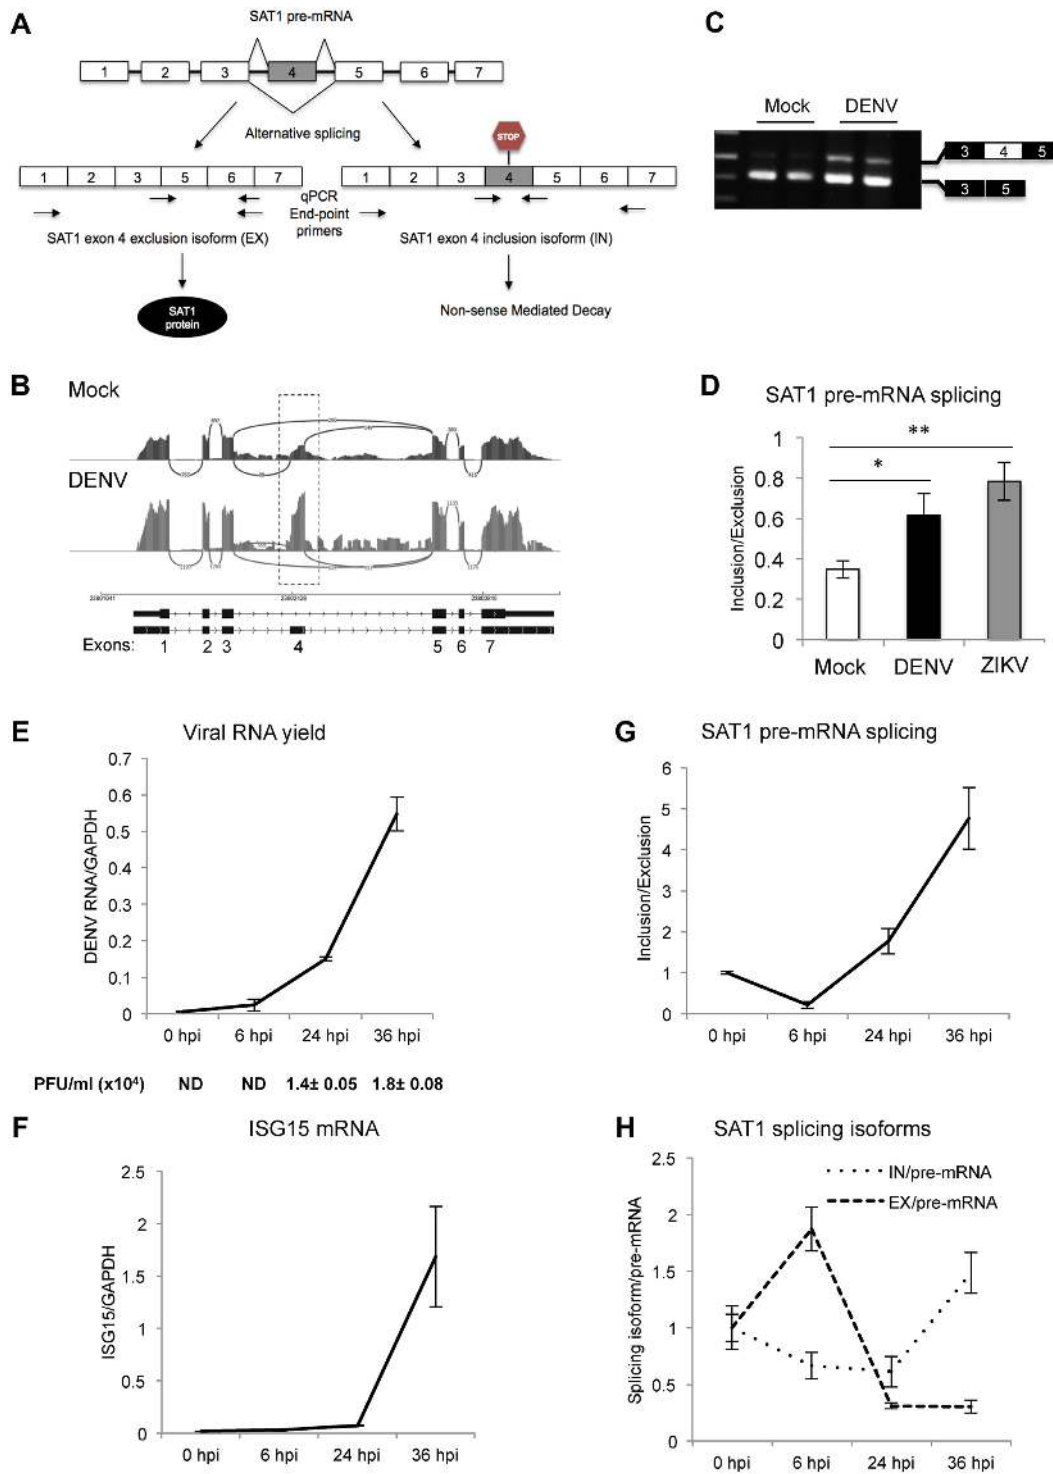 A
SAT1 pre-mRNA
1 2 3 4 5 6 7
Alternative splicing
STOP
1 2 3 5 6 7
1 2 3 4 5 6 7
qPCR
End-point
primers
SAT1 exon 4 exclusion isoform (EX)
SAT1 exon 4 inclusion isoform (IN)
SAT1
protein
Non-sense Mediated Decay
B
Mock
DENV
Exons: 1 2 3 4 5 6 7
C
Mock DENV
3 4 5
3 5
D
SAT1 pre-mRNA splicing
**
*
Inclusion/Exclusion
1
0.8
0.6
0.4
0.2
0
Mock DENV ZIKV
E
Viral RNA yield
DENV RNA/GAPDH
0.7
0.6
0.5
0.4
0.3
0.2
0.1
0
0 hpi 6 hpi 24 hpi 36 hpi
PFU/ml (x10⁴) ND ND 1.4± 0.05 1.8± 0.08
G
SAT1 pre-mRNA splicing
Inclusion/Exclusion
6
5
4
3
2
1
0
0 hpi 6 hpi 24 hpi 36 hpi
F
ISG15 mRNA
ISG15/GAPDH
2.5
2
1.5
1
0.5
0
0 hpi 6 hpi 24 hpi 36 hpi
H
SAT1 splicing isoforms
IN/pre-mRNA
EX/pre-mRNA
Splicing isoform/pre-mRNA
2.5
2
1.5
1
0.5
0
0 hpi 6 hpi 24 hpi 36 hpi